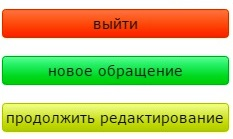 выйти
новое обращение
продолжить редактирование